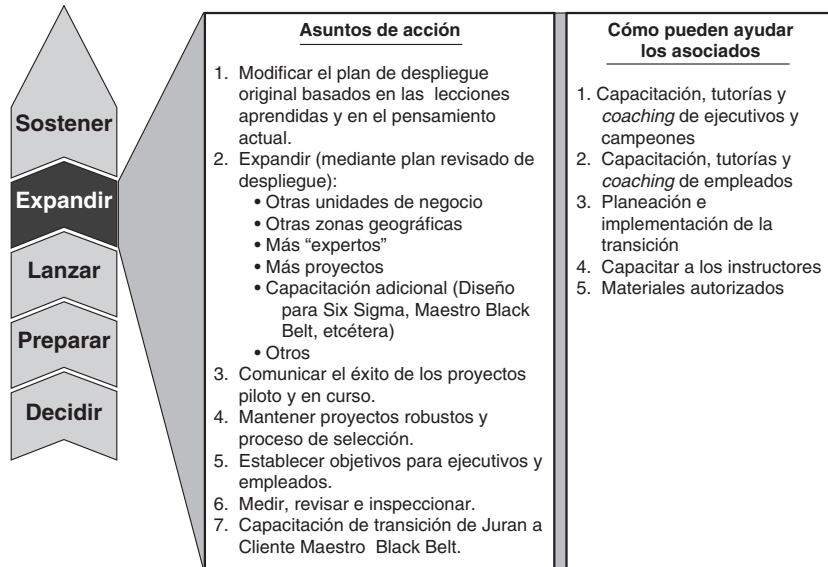 Sostener
Expandir
Lanzar
Preparar
Decidir
Asuntos de acción
1. Modificar el plan de despliegue
original basados en las lecciones
aprendidas y en el pensamiento
actual.
2. Expandir (mediante plan revisado de
despliegue):
• Otras unidades de negocio
• Otras zonas geográficas
• Más “expertos”
• Más proyectos
• Capacitación adicional (Diseño
para Six Sigma, Maestro Black
Belt, etcétera)
• Otros
3. Comunicar el éxito de los proyectos
piloto y en curso.
4. Mantener proyectos robustos y
proceso de selección.
5. Establecer objetivos para ejecutivos y
empleados.
6. Medir, revisar e inspeccionar.
7. Capacitación de transición de Juran a
Cliente Maestro Black Belt.
Cómo pueden ayudar
los asociados
1. Capacitación, tutorías y
coaching de ejecutivos y
campeones
2. Capacitación, tutorías y
coaching de empleados
3. Planeación e
implementación de la
transición
4. Capacitar a los instructores
5. Materiales autorizados